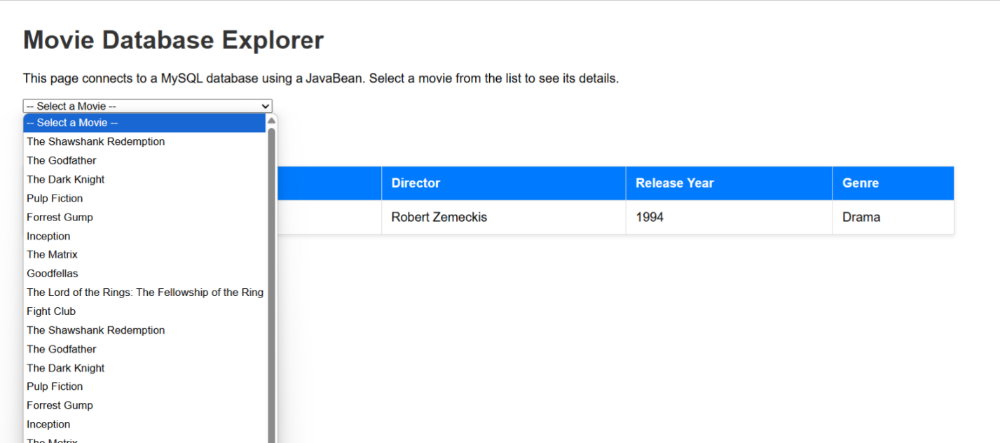 Movie Database Explorer
This page connects to a MySQL database using a JavaBean. Select a movie from the list to see its details.
-- Select a Movie --
-- Select a Movie --
The Shawshank Redemption
The Godfather
The Dark Knight
Pulp Fiction
Forrest Gump
Inception
The Matrix
Goodfellas
The Lord of the Rings: The Fellowship of the Ring
Fight Club
The Shawshank Redemption
The Godfather
The Dark Knight
Pulp Fiction
Forrest Gump
Inception
The Matrix
Director Release Year Genre
Robert Zemeckis 1994 Drama